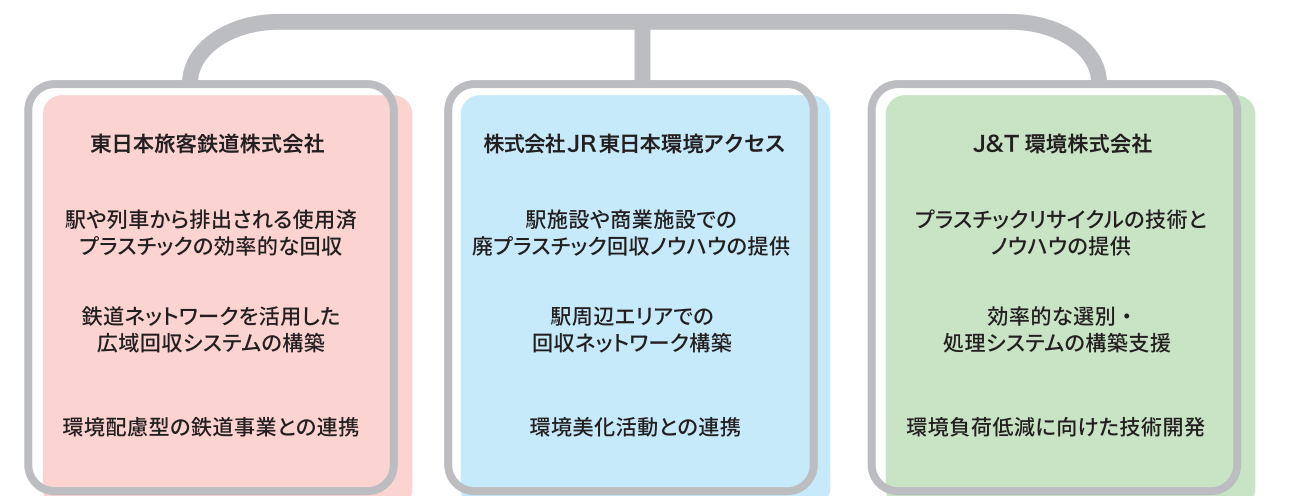 東日本旅客鉄道株式会社
駅や列車から排出される使用済
プラスチックの効率的な回収
鉄道ネットワークを活用した
広域回収システムの構築
環境配慮型の鉄道事業との連携
株式会社JR東日本環境アクセス
駅施設や商業施設での
廃プラスチック回収ノウハウの提供
駅周辺エリアでの
回収ネットワーク構築
環境美化活動との連携
J&T 環境株式会社
プラスチックリサイクルの技術と
ノウハウの提供
効率的な選別・
処理システムの構築支援
環境負荷低減に向けた技術開発